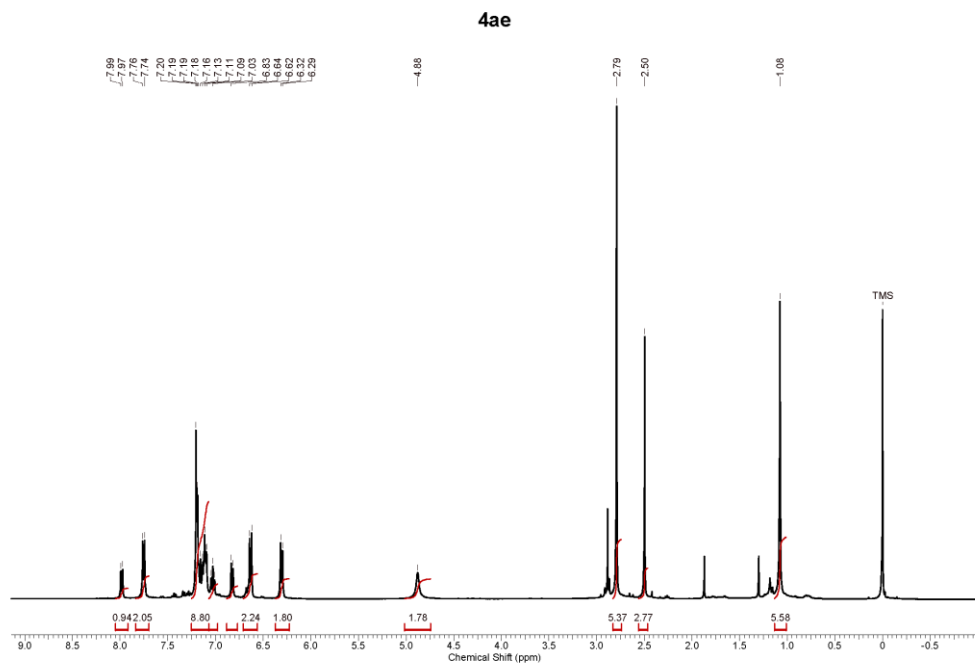 4ae
7.99 7.97 7.76 7.74 7.20 7.19 7.19 7.18 7.16 7.13 7.11 7.09 7.03 6.83 6.64 6.62 6.32 6.29 4.88 2.79 2.50 1.08
TMS
0.94 2.05 8.80 2.24 1.80 1.78 5.37 2.77 5.58
9.0 8.5 8.0 7.5 7.0 6.5 6.0 5.5 5.0 4.5 4.0 3.5 3.0 2.5 2.0 1.5 1.0 0.5 0 -0.5
Chemical Shift (ppm)